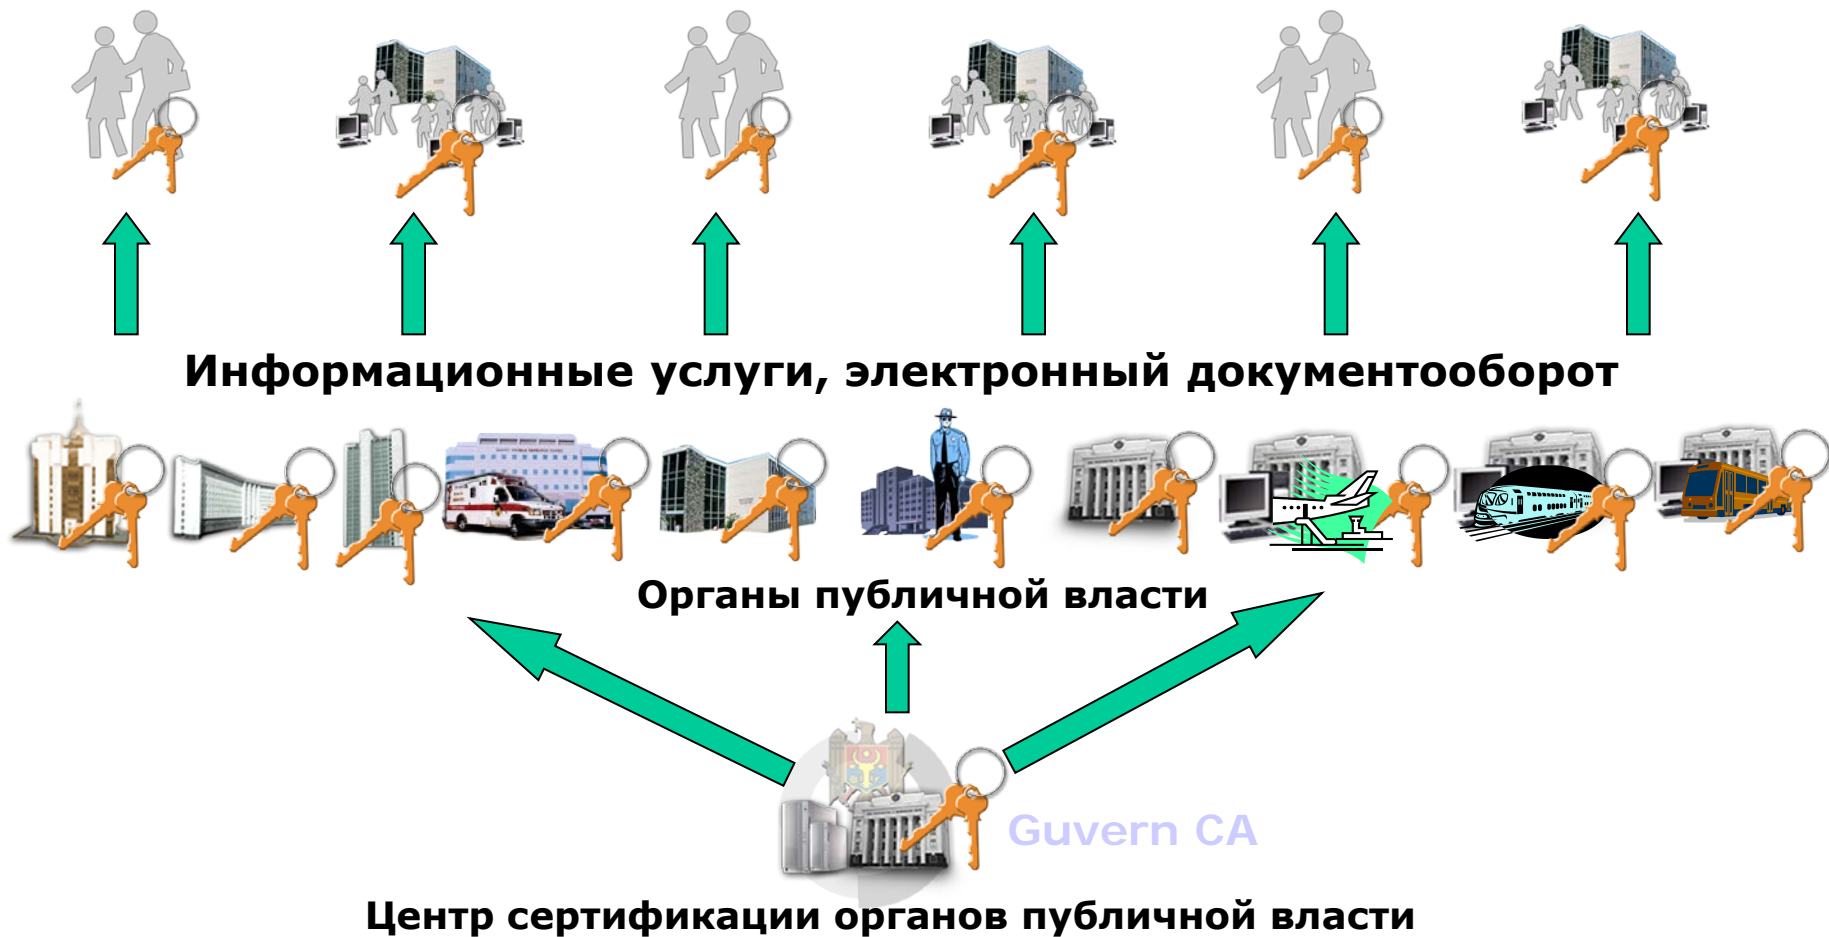 Информационные услуги, электронный документооборот
Органы публичной власти
Guvern CA
Центр сертификации органов публичной власти